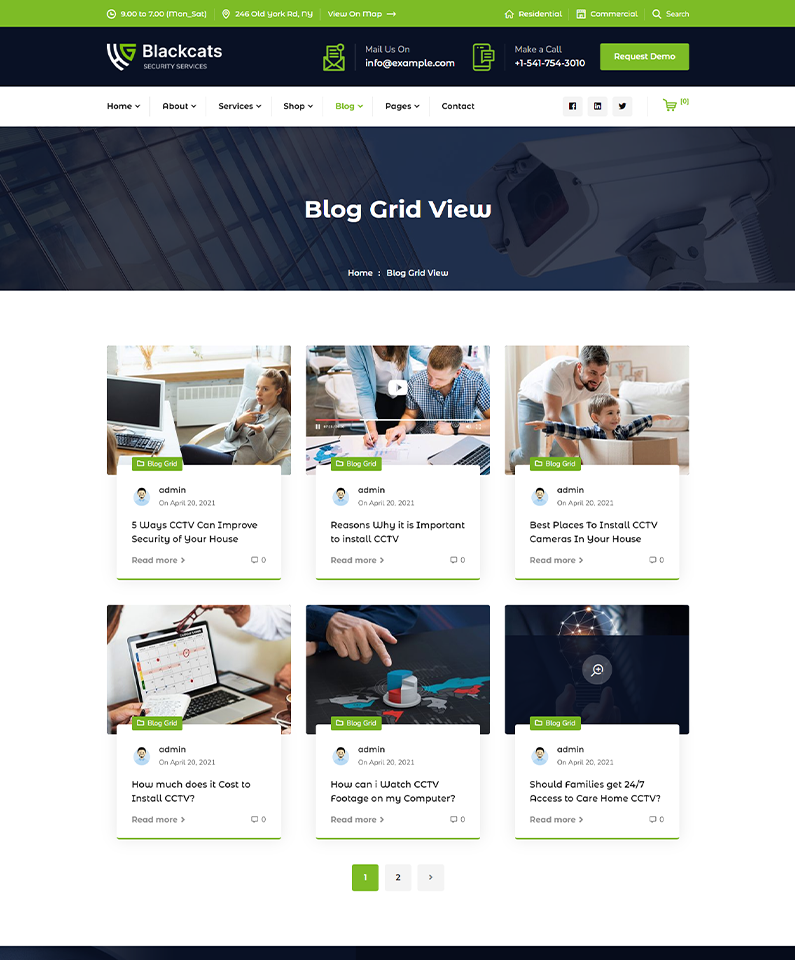 9.00 to 7.00 (Mon_Sat) 246 Old York Rd, NY View On Map Residential Commercial Search
Blackcats
SECURITY SERVICES
Mail Us On
info@example.com
Make a Call
+1-541-754-3010
Request Demo
Home About Services Shop Blog Pages Contact [0]
Blog Grid View
Home : Blog Grid View
Blog Grid
admin
On April 20, 2021
5 Ways CCTV Can Improve
Security of Your House
Read more 0
Blog Grid
admin
On April 20, 2021
Reasons Why it is Important
to install CCTV
Read more 0
Blog Grid
admin
On April 20, 2021
Best Places To Install CCTV
Cameras In Your House
Read more 0
Blog Grid
admin
On April 20, 2021
How much does it Cost to
Install CCTV?
Read more 0
Blog Grid
admin
On April 20, 2021
How can i Watch CCTV
Footage on my Computer?
Read more 0
Blog Grid
admin
On April 20, 2021
Should Families get 24/7
Access to Care Home CCTV?
Read more 0
1 2